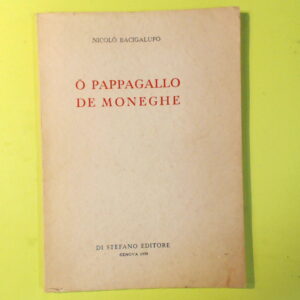 NICOLÒ BACIGALUPO
Ö PAPPAGALLO
DE MONEGHE
DI STEFANO EDITORE
GENOVA